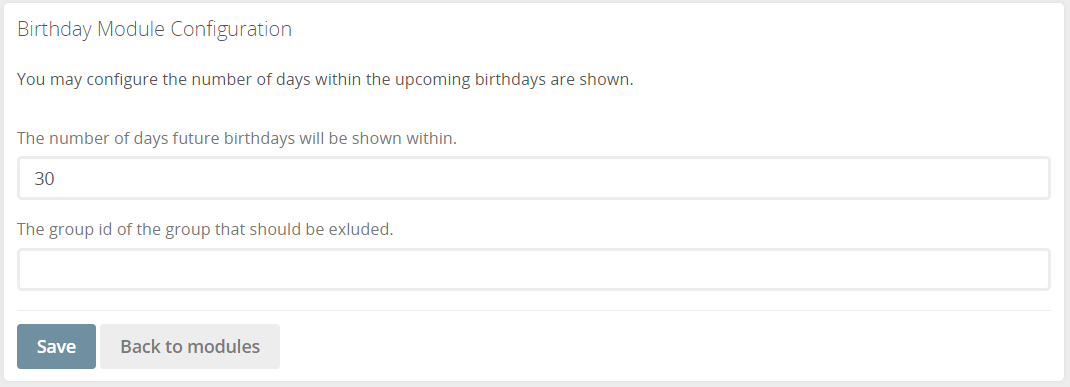 Birthday Module Configuration
You may configure the number of days within the upcoming birthdays are shown.
The number of days future birthdays will be shown within.
30
The group id of the group that should be exluded.
Save Back to modules